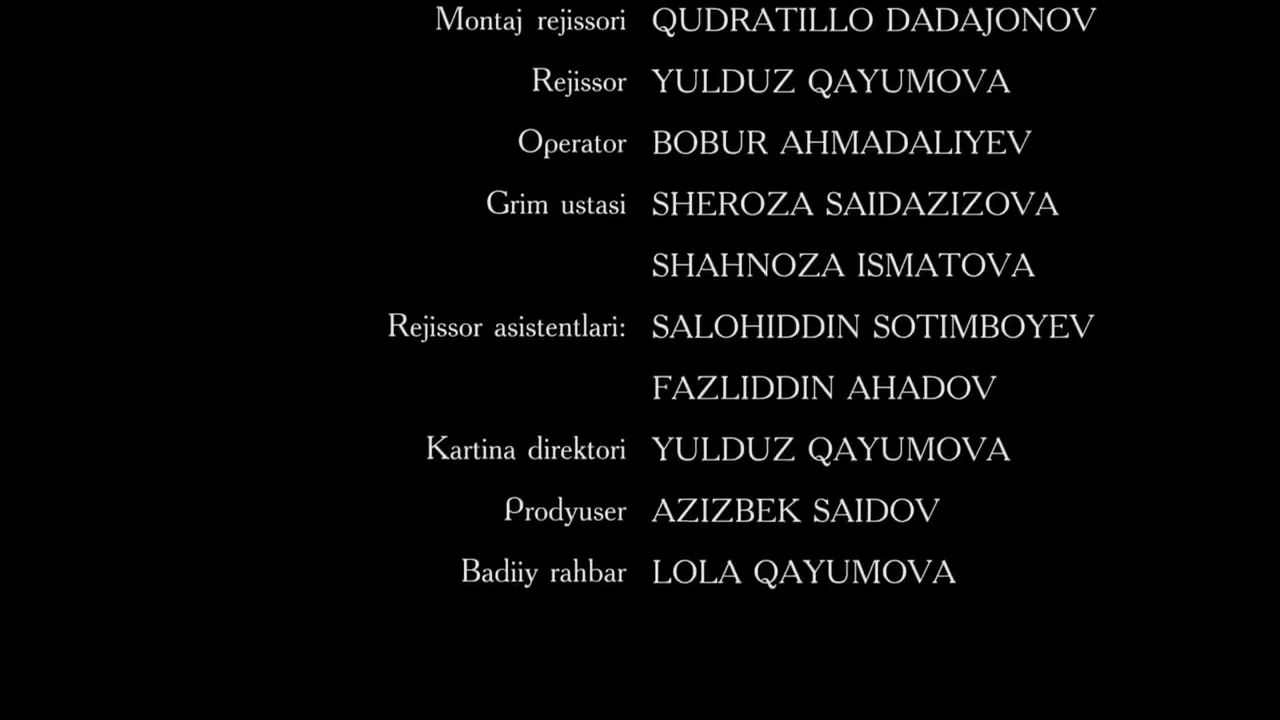 Montaj rejissori QUDRATILLO DADAJONOV
Rejissor YULDUZ QAYUMOVA
Operator BOBUR AHMADALIYEV
Grim ustasi SHEROZA SAIDAZIZOVA
SHAHNOZA ISMATOVA
Rejissor asistentlari: SALOHIDDIN SOTIMBOYEV
FAZLIDDIN AHADOV
Kartina direktori YULDUZ QAYUMOVA
Prodyuser AZIZBEK SAIDOV
Badiiy rahbar LOLA QAYUMOVA